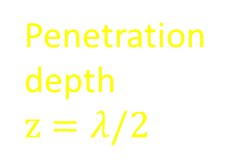 Penetration
depth
z = λ/2